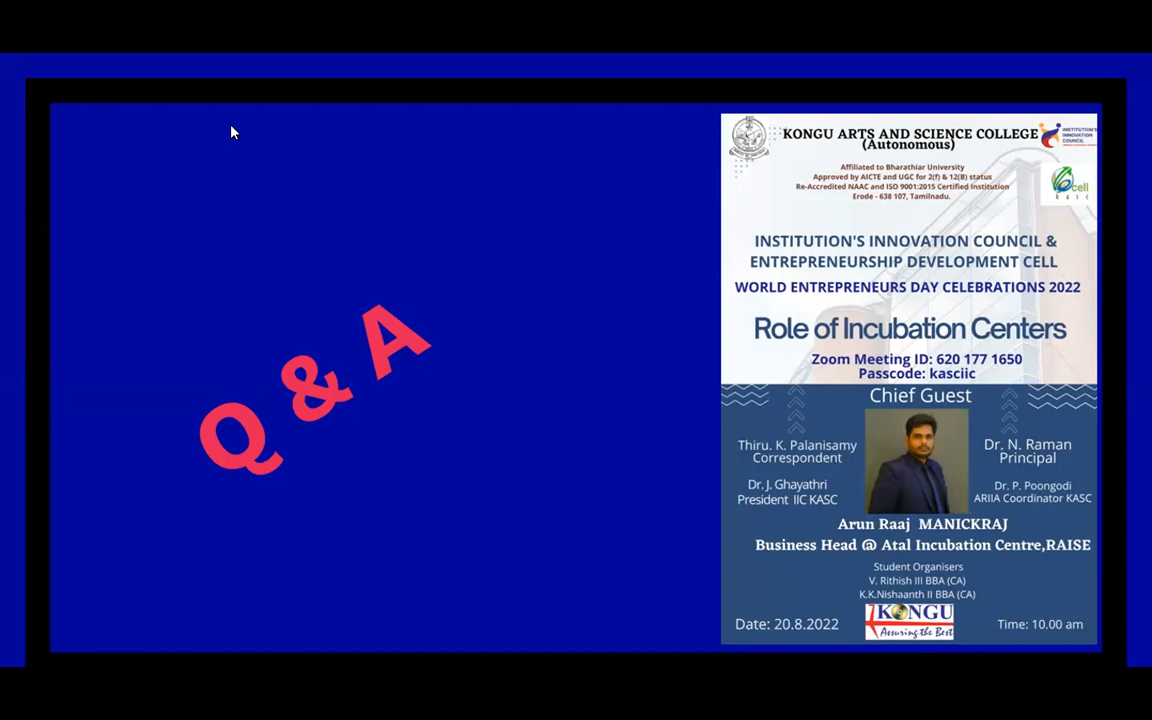 Q & A
KONGU ARTS AND SCIENCE COLLEGE
(Autonomous)
INSTITUTION'S
INNOVATION
COUNCIL
Affiliated to Bharathiar University
Approved by AICTE and UGC for 2(f) & 12(B) status
Re-Accredited NAAC and ISO 9001:2015 Certified Institution
Erode - 638 107, Tamilnadu.
cell
kasc
INSTITUTION'S INNOVATION COUNCIL &
ENTREPRENEURSHIP DEVELOPMENT CELL
WORLD ENTREPRENEURS DAY CELEBRATIONS 2022
Role of Incubation Centers
Zoom Meeting ID: 620 177 1650
Passcode: kasciic
Chief Guest
Thiru. K. Palanisamy
Correspondent
Dr. J. Ghayathri
President IIC KASC
Dr. N. Raman
Principal
Dr. P. Poongodi
ARIIA Coordinator KASC
Arun Raaj MANICKRAJ
Business Head @ Atal Incubation Centre,RAISE
Student Organisers
V. Rithish III BBA (CA)
K.K.Nishaanth II BBA (CA)
KONGU
Assuring the Best
Date: 20.8.2022
Time: 10.00 am